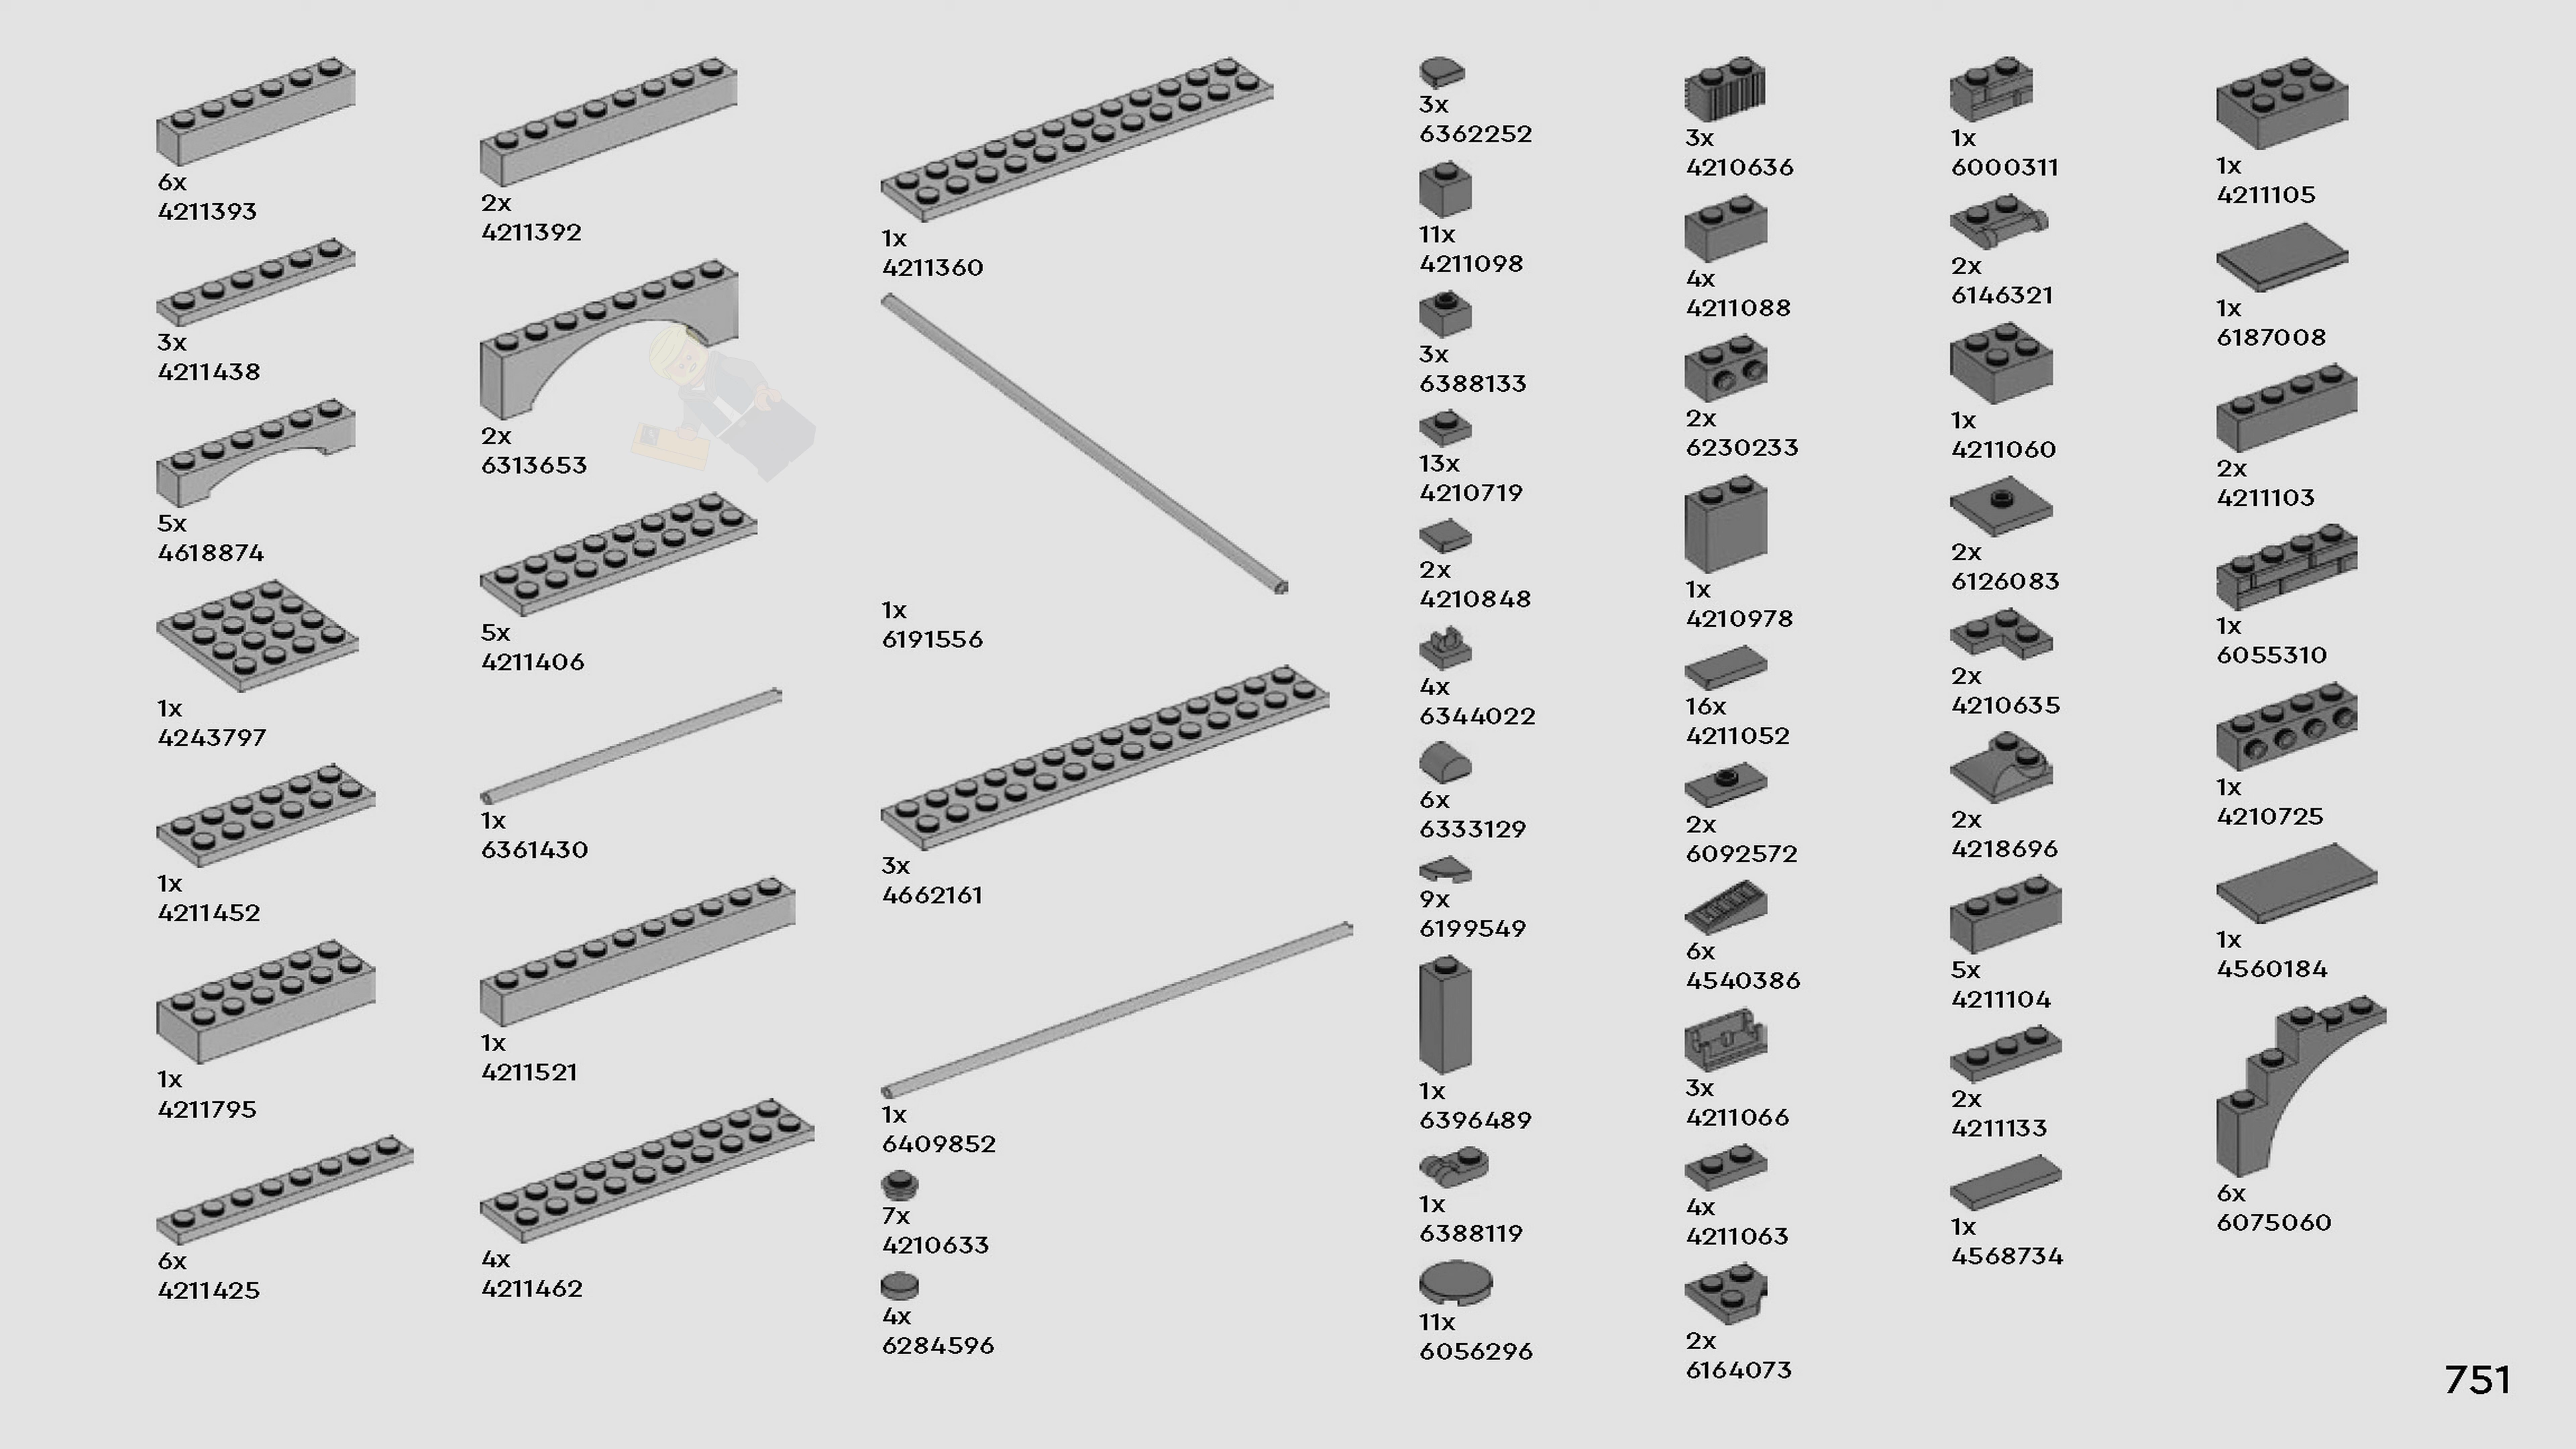 6x
4211393
3x
4211438
5x
4618874
1x
4243797
1x
4211452
1x
4211795
6x
4211425
2x
4211392
2x
6313653
5x
4211406
1x
6361430
1x
4211521
4x
4211462
1x
4211360
1x
6191556
3x
4662161
1x
6409852
7x
4210633
4x
6284596
3x
6362252
11x
4211098
3x
6388133
13x
4210719
2x
4210848
4x
6344022
6x
6333129
9x
6199549
1x
6396489
1x
6388119
11x
6056296
3x
4210636
4x
4211088
2x
6230233
1x
4210978
16x
4211052
2x
6092572
6x
4540386
3x
4211066
4x
4211063
2x
6164073
1x
6000311
2x
6146321
1x
4211060
2x
6126083
2x
4210635
2x
4218696
5x
4211104
2x
4211133
1x
4568734
1x
4211105
1x
6187008
2x
4211103
1x
6055310
1x
4210725
1x
4560184
6x
6075060
751